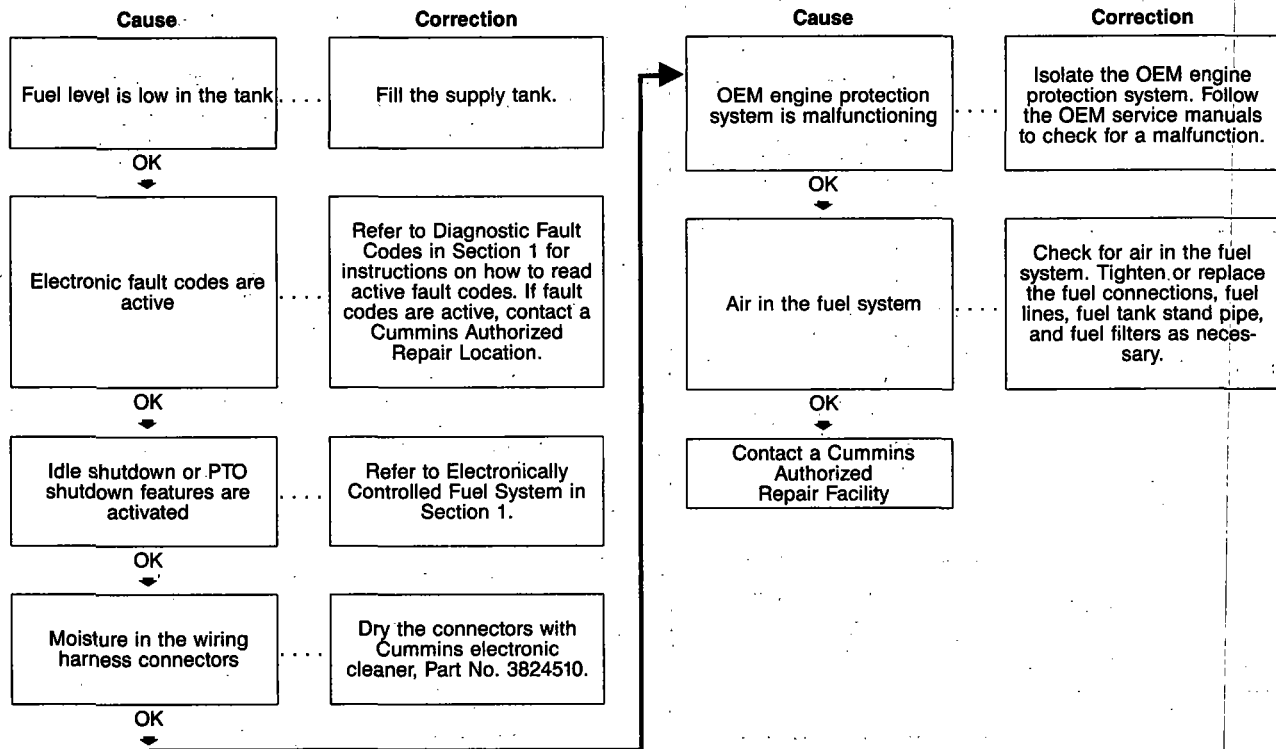 Cause
Correction
Fuel level is low in the tank
Fill the supply tank.
OK
Electronic fault codes are
active
Refer to Diagnostic Fault
Codes in Section 1 for
instructions on how to read
active fault codes. If fault
codes are active, contact a
Cummins Authorized
Repair Location.
OK
Idle shutdown or PTO
shutdown features are
activated
Refer to Electronically
Controlled Fuel System in
Section 1.
OK
Moisture in the wiring
harness connectors
Dry the connectors with
Cummins electronic
cleaner, Part No. 3824510.
OK
Cause
Correction
OEM engine protection
system is malfunctioning
Isolate the OEM engine
protection system. Follow
the OEM service manuals
to check for a malfunction.
OK
Air in the fuel system
Check for air in the fuel
system. Tighten or replace
the fuel connections, fuel
lines, fuel tank stand pipe,
and fuel filters as neces-
sary.
OK
Contact a Cummins
Authorized
Repair Facility